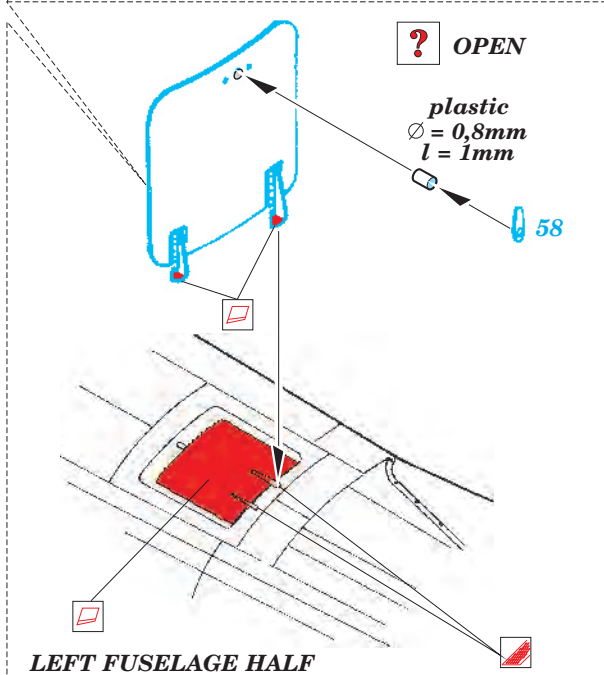 ? OPEN
plastic
Ø = 0,8mm
l = 1mm
58
LEFT FUSELAGE HALF